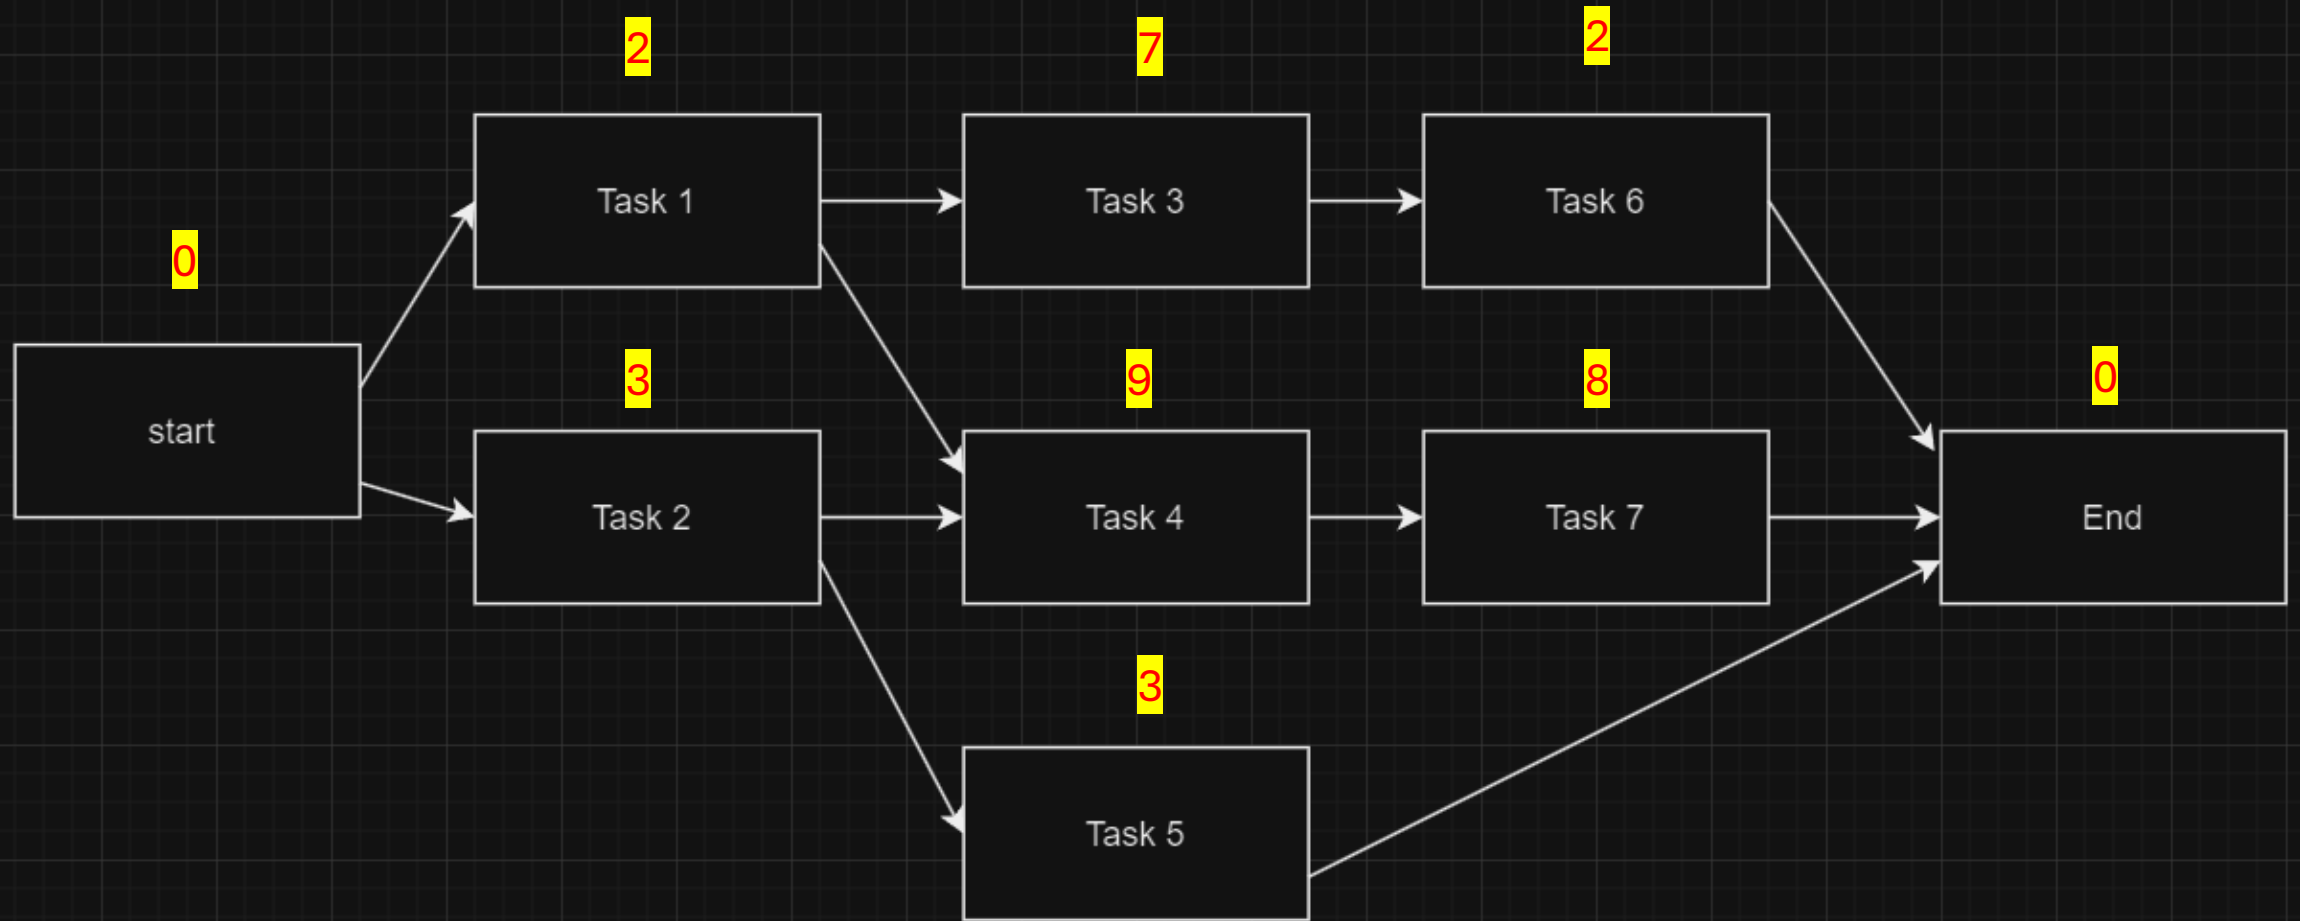 2
7
2
Task 1
Task 3
Task 6
0
start
3
9
8
0
Task 2
Task 4
Task 7
End
3
Task 5